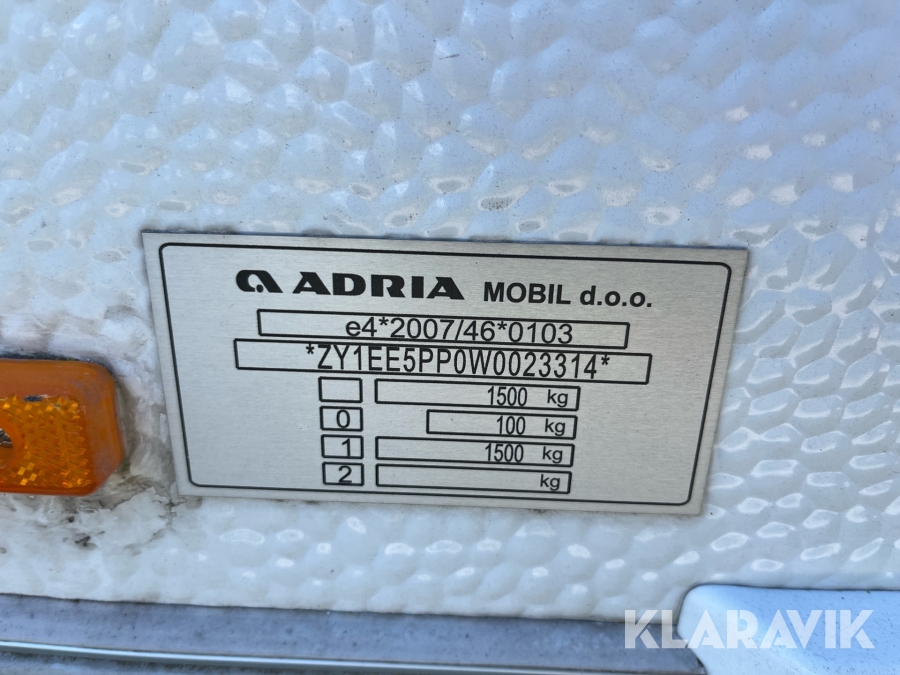 ADRIA MOBIL d.o.o.
e4*2007/46*0103
*ZY1EE5PP0W0023314*
1500 kg
0 100 kg
1 1500 kg
2 kg
KLARAVIK